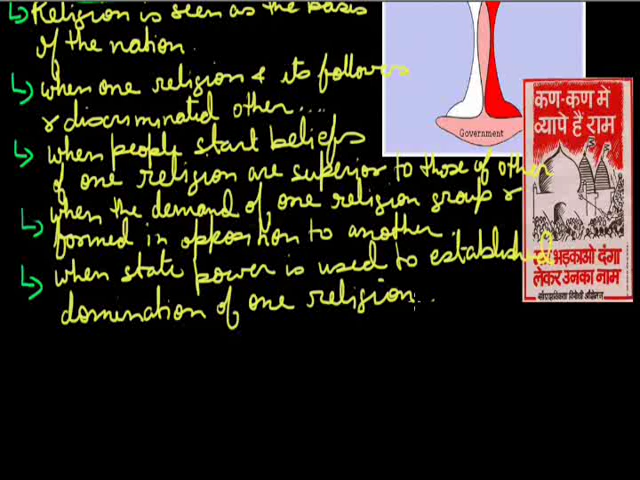 Religion is seen as the basis
of the nation
when one religion & its followers
r discriminated other....
when people start beliefs
of one religion are superior to those of other
when the demand of one religion group r
formed in opposition to another.
when state power is used to established
domination of one religion..
Government
कण-कण में
व्यापे हैं राम
भड़काओ दंगा
लेकर उनका नाम